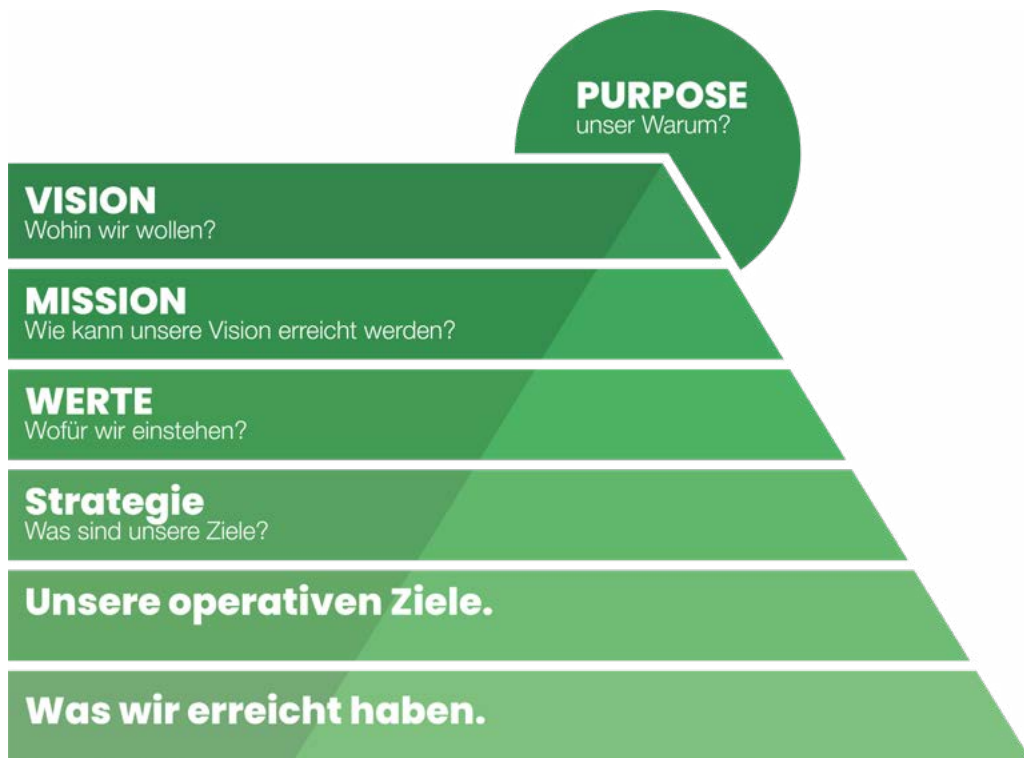 PURPOSE
unser Warum?
VISION
Wohin wir wollen?
MISSION
Wie kann unsere Vision erreicht werden?
WERTE
Wofür wir einstehen?
Strategie
Was sind unsere Ziele?
Unsere operativen Ziele.
Was wir erreicht haben.